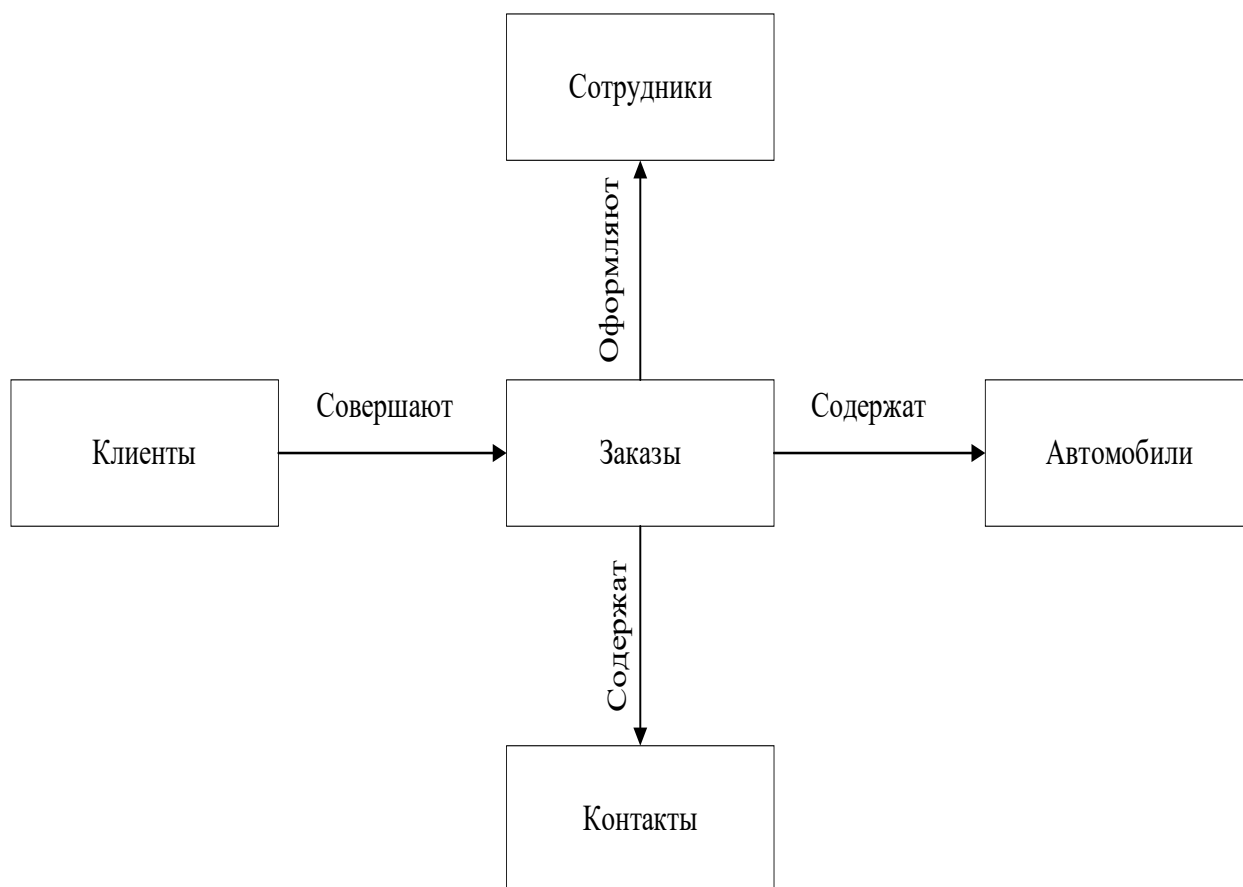 Сотрудники
Оформляют
Клиенты
Совершают
Заказы
Содержат
Автомобили
Содержат
Контакты